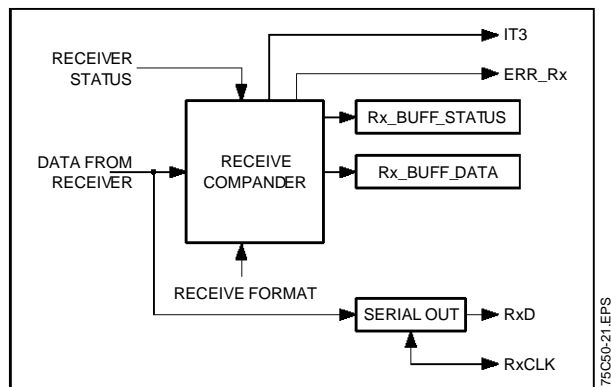 RECEIVER
STATUS
IT3
ERR_Rx
Rx_BUFF_STATUS
DATA FROM
RECEIVER
RECEIVE
COMPANDER
Rx_BUFF_DATA
RECEIVE FORMAT
SERIAL OUT
RxD
RxCLK
75C50-21.EPS